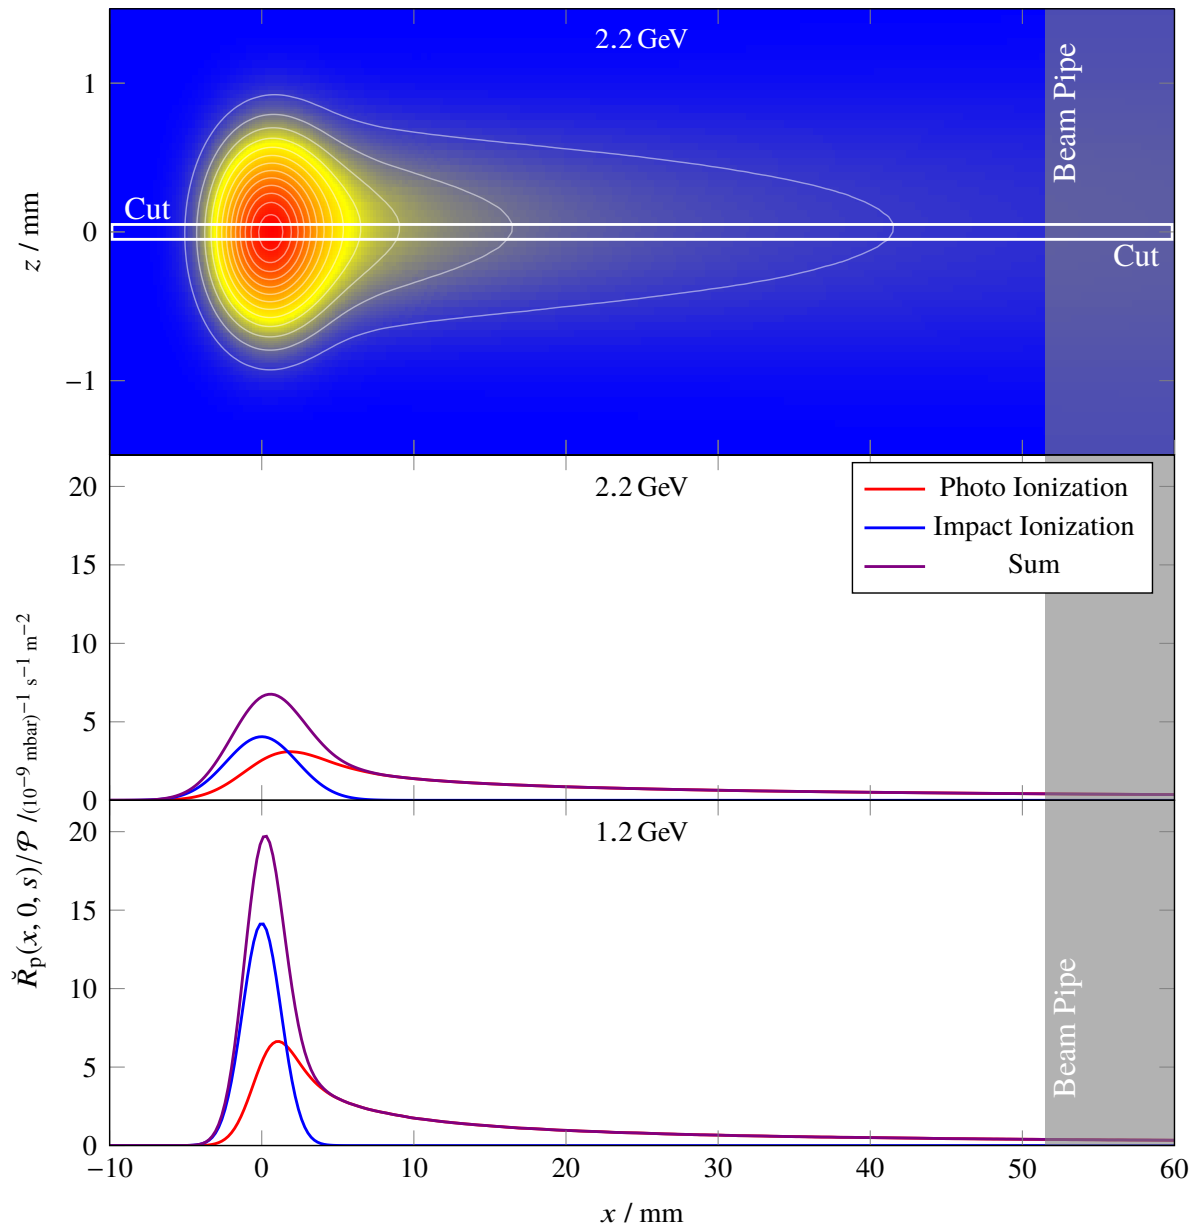 2.2 GeV
Beam Pipe
1
0
−1
z / mm
Cut
Cut
2.2 GeV
Photo Ionization
Impact Ionization
Sum
20
15
10
5
0
1.2 GeV
20
15
10
5
0
Beam Pipe
R̆p(x, 0, s)/𝒫 /(10⁻⁹ mbar)⁻¹ s⁻¹ m⁻²
−10 0 10 20 30 40 50 60
x / mm